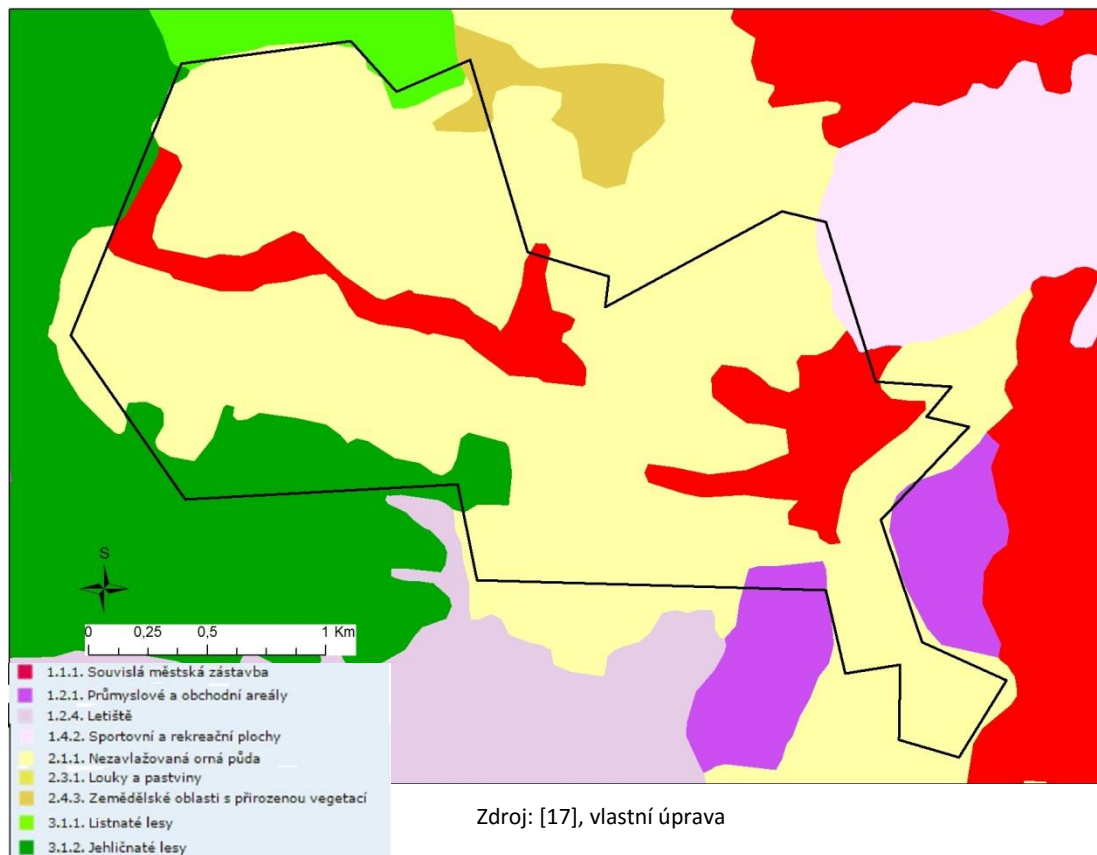 S
0 0,25 0,5 1 Km
1.1.1. Souvislá městská zástavba
1.2.1. Průmyslové a obchodní areály
1.2.4. Letiště
1.4.2. Sportovní a rekreační plochy
2.1.1. Nezavlažovaná orná půda
2.3.1. Louky a pastviny
2.4.3. Zemědělské oblasti s přirozenou vegetací
3.1.1. Listnaté lesy
3.1.2. Jehličnaté lesy
Zdroj: [17], vlastní úprava